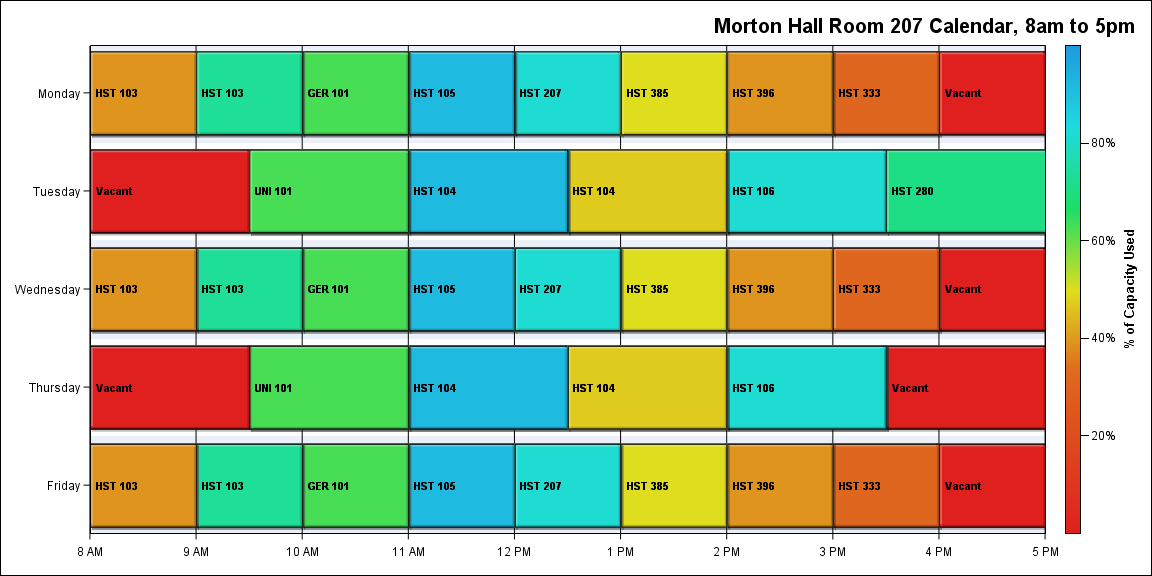 Morton Hall Room 207 Calendar, 8am to 5pm
Monday HST 103 HST 103 GER 101 HST 105 HST 207 HST 385 HST 396 HST 333 Vacant
80%
Tuesday Vacant UNI 101 HST 104 HST 104 HST 106 HST 280
60%
% of Capacity Used
Wednesday HST 103 HST 103 GER 101 HST 105 HST 207 HST 385 HST 396 HST 333 Vacant
40%
Thursday Vacant UNI 101 HST 104 HST 104 HST 106 Vacant
20%
Friday HST 103 HST 103 GER 101 HST 105 HST 207 HST 385 HST 396 HST 333 Vacant
8 AM 9 AM 10 AM 11 AM 12 PM 1 PM 2 PM 3 PM 4 PM 5 PM